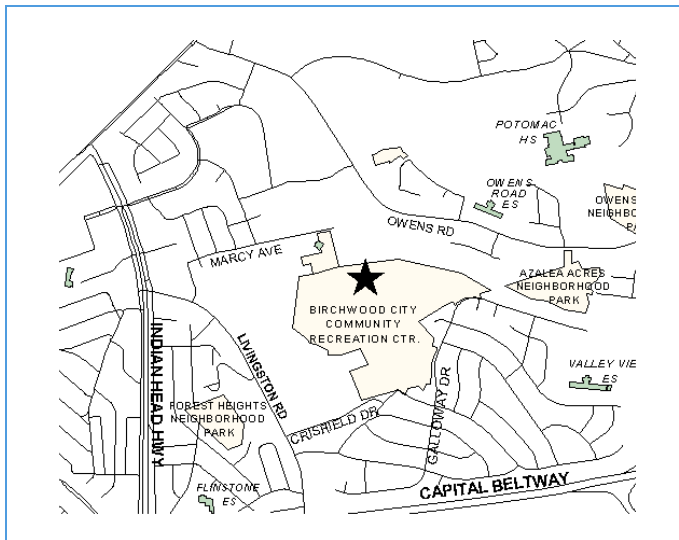 POTOMAC
HS
OWENS
ROAD
ES
OWENS
NEIGHBO
PA
OWENS RD
MARCY AVE
AZALEA ACRES
NEIGHBORHOOD
PARK
BIRCHWOOD CITY
COMMUNITY
RECREATION CTR.
INDIAN HEAD HWY
LIVINGSTON RD
VALLEY VIE
ES
GALLOWAY DR
FOREST HEIGHTS
NEIGHBORHOOD
PARK
CRISHIELD DR
CAPITAL BELTWAY
FLINSTONE
ES